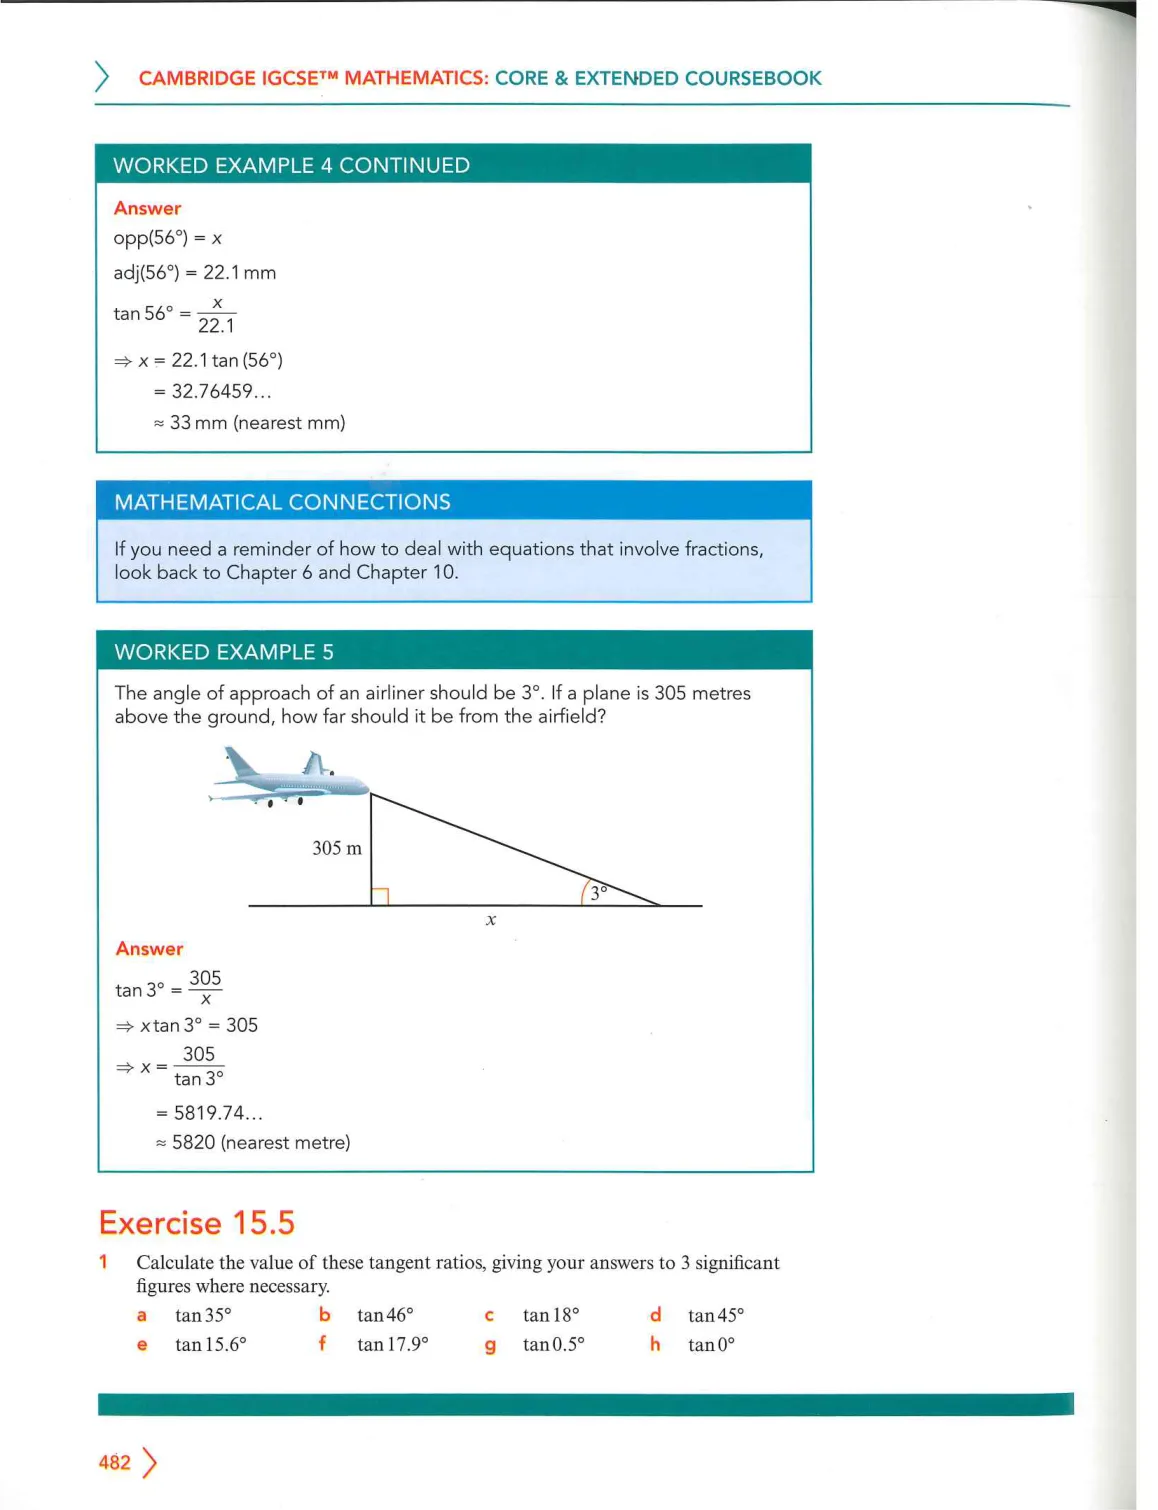 CAMBRIDGE IGCSE™ MATHEMATICS: CORE & EXTENDED COURSEBOOK
WORKED EXAMPLE 4 CONTINUED
Answer
opp(56°) = x
adj(56°) = 22.1 mm
tan 56° = x/22.1
⇒ x = 22.1 tan (56°)
= 32.76459...
≈ 33 mm (nearest mm)
MATHEMATICAL CONNECTIONS
If you need a reminder of how to deal with equations that involve fractions,
look back to Chapter 6 and Chapter 10.
WORKED EXAMPLE 5
The angle of approach of an airliner should be 3°. If a plane is 305 metres
above the ground, how far should it be from the airfield?
305 m
3°
x
Answer
tan 3° = 305/x
⇒ x tan 3° = 305
⇒ x = 305/tan 3°
= 5819.74...
≈ 5820 (nearest metre)
Exercise 15.5
1 Calculate the value of these tangent ratios, giving your answers to 3 significant
figures where necessary.
a tan 35° b tan 46° c tan 18° d tan 45°
e tan 15.6° f tan 17.9° g tan 0.5° h tan 0°
482